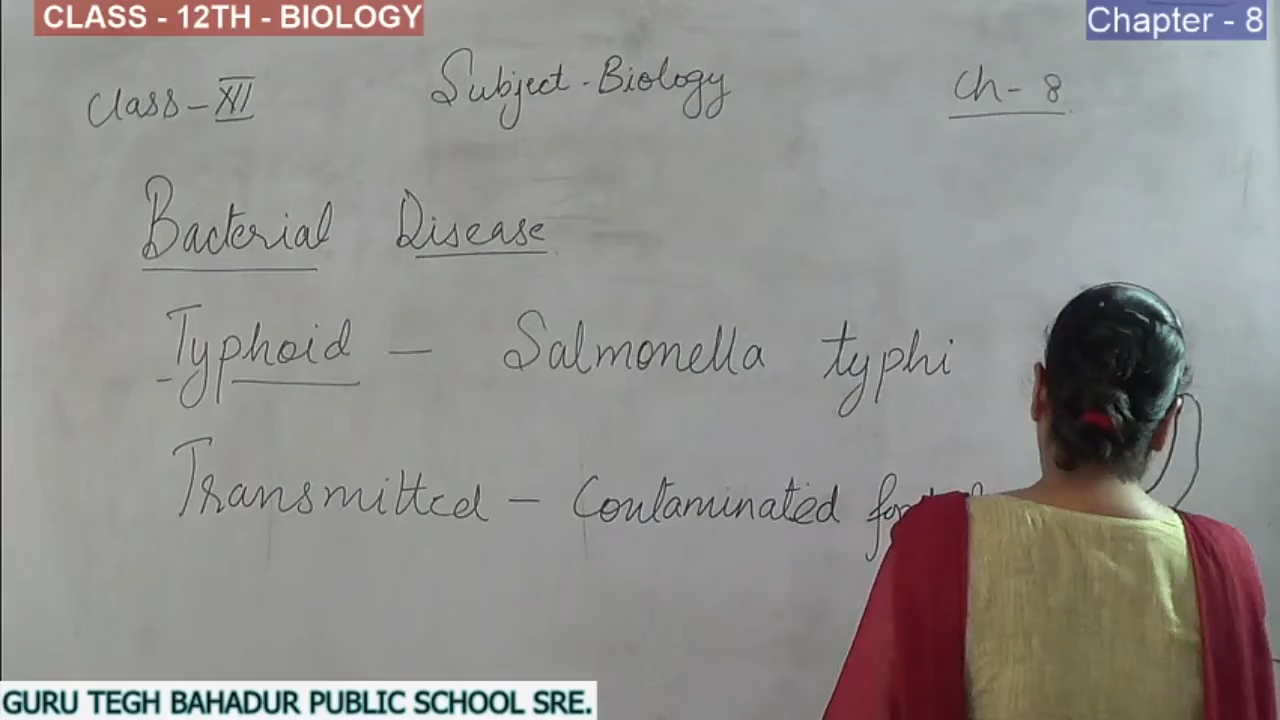 CLASS - 12TH - BIOLOGY
Chapter - 8
Class - XII Subject - Biology Ch - 8
Bacterial Disease
Typhoid - Salmonella typhi
Transmitted - Contaminated
GURU TEGH BAHADUR PUBLIC SCHOOL SRE.